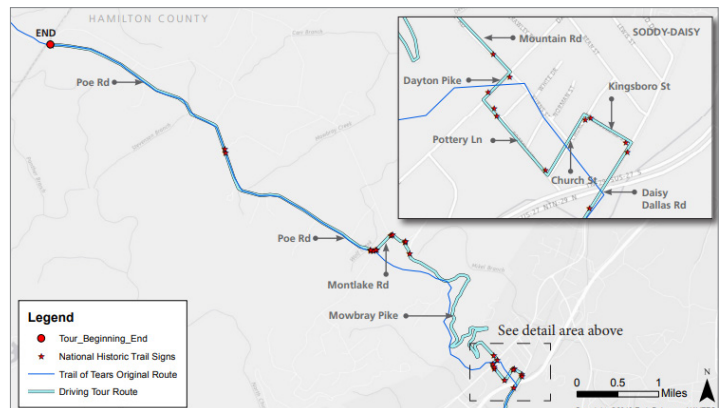 HAMILTON COUNTY
END
Poe Rd
Poe Rd
Montlake Rd
Mowbray Pike
See detail area above
SODDY-DAISY
Mountain Rd
Dayton Pike
Kingsboro St
Pottery Ln
Church St
Daisy
Dallas Rd
Legend
Tour_Beginning_End
National Historic Trail Signs
Trail of Tears Original Route
Driving Tour Route
N
0 0.5 1
Miles